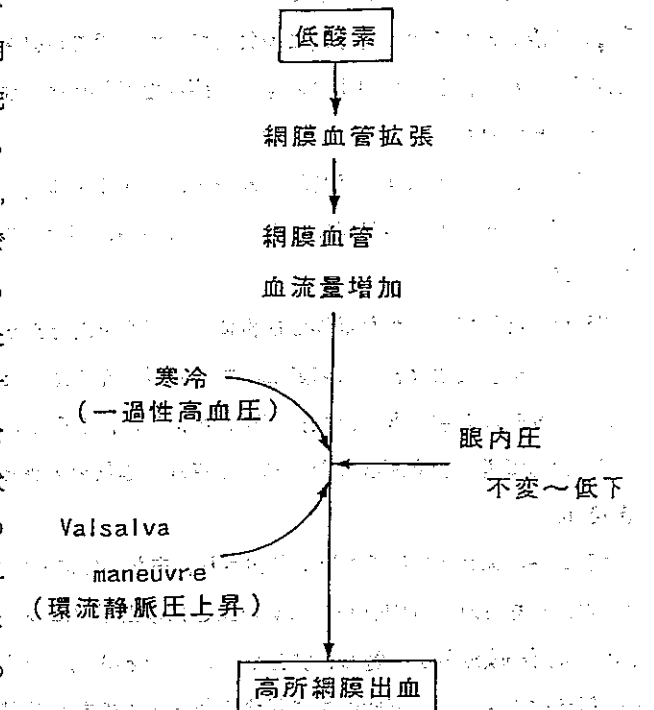 低酸素
網膜血管拡張
網膜血管
血流量増加
寒冷
(一過性高血圧)
眼内圧
不変～低下
Valsalva
maneuvre
(環流静脈圧上昇)
高所網膜出血